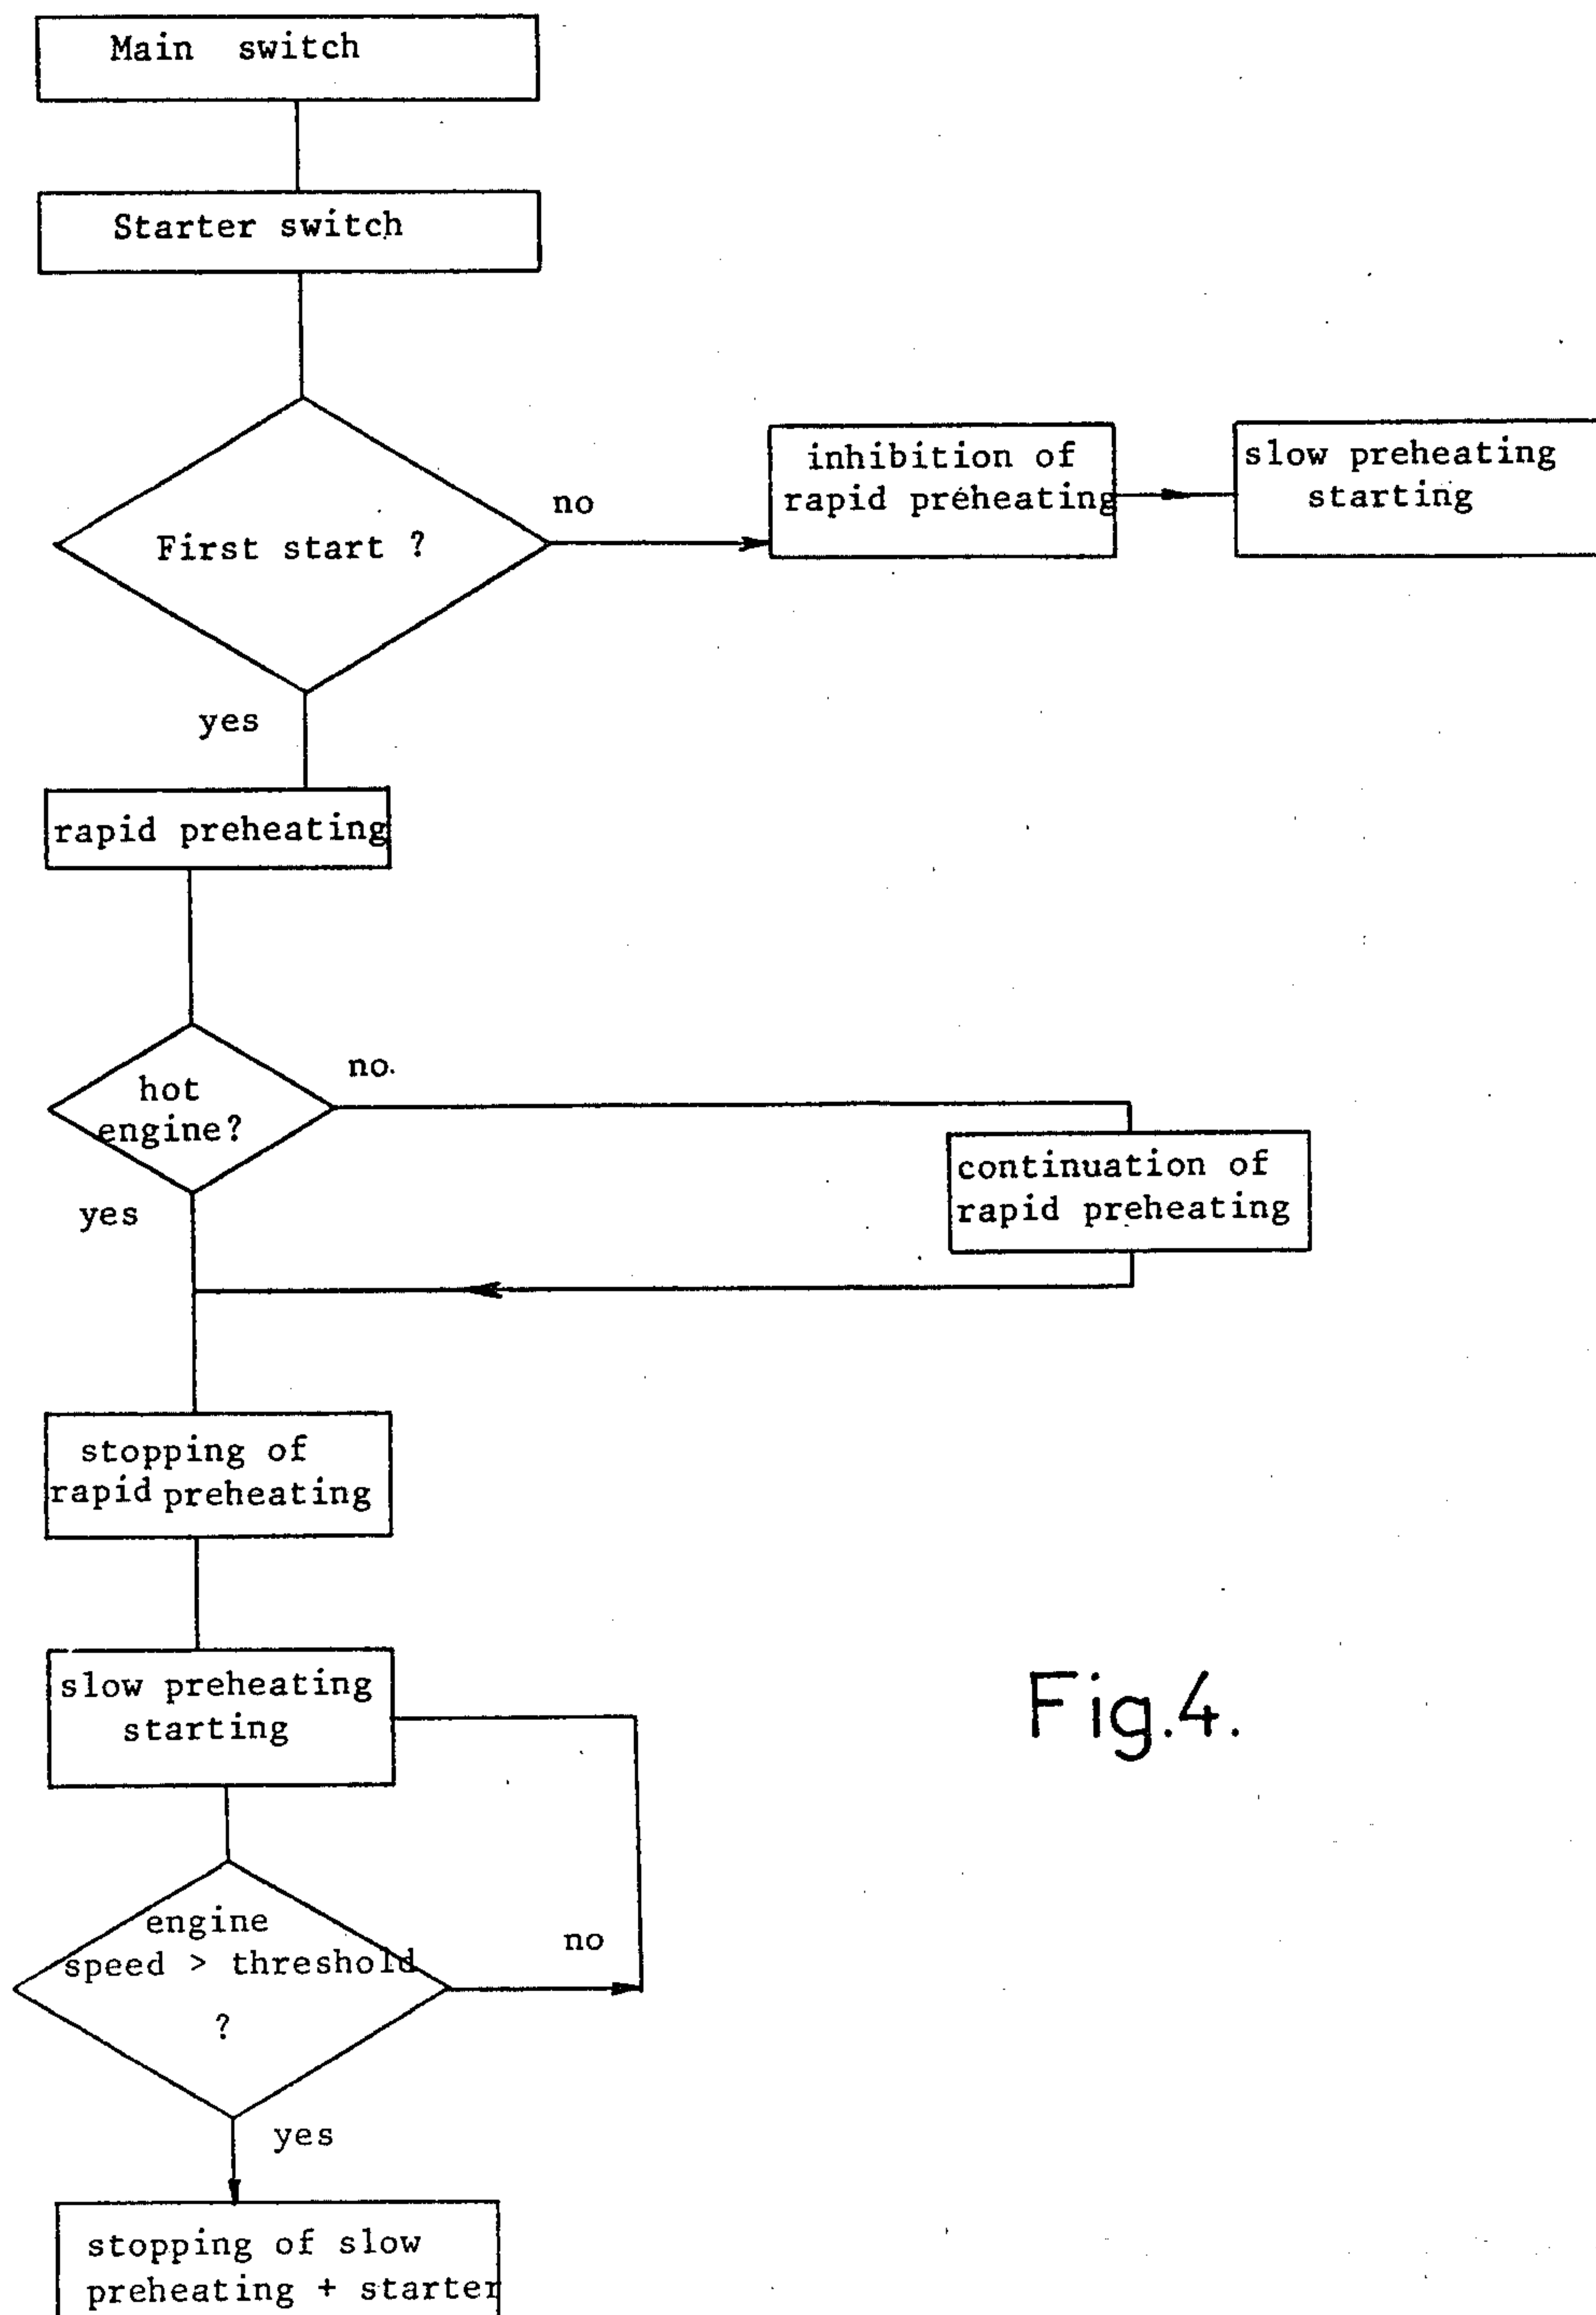 Main switch
Starter switch
First start ?
no
inhibition of
rapid preheating
slow preheating
starting
yes
rapid preheating
hot
engine?
no.
continuation of
rapid preheating
yes
stopping of
rapid preheating
slow preheating
starting
Fig.4.
engine
speed > threshold
?
no
yes
stopping of slow
preheating + starter